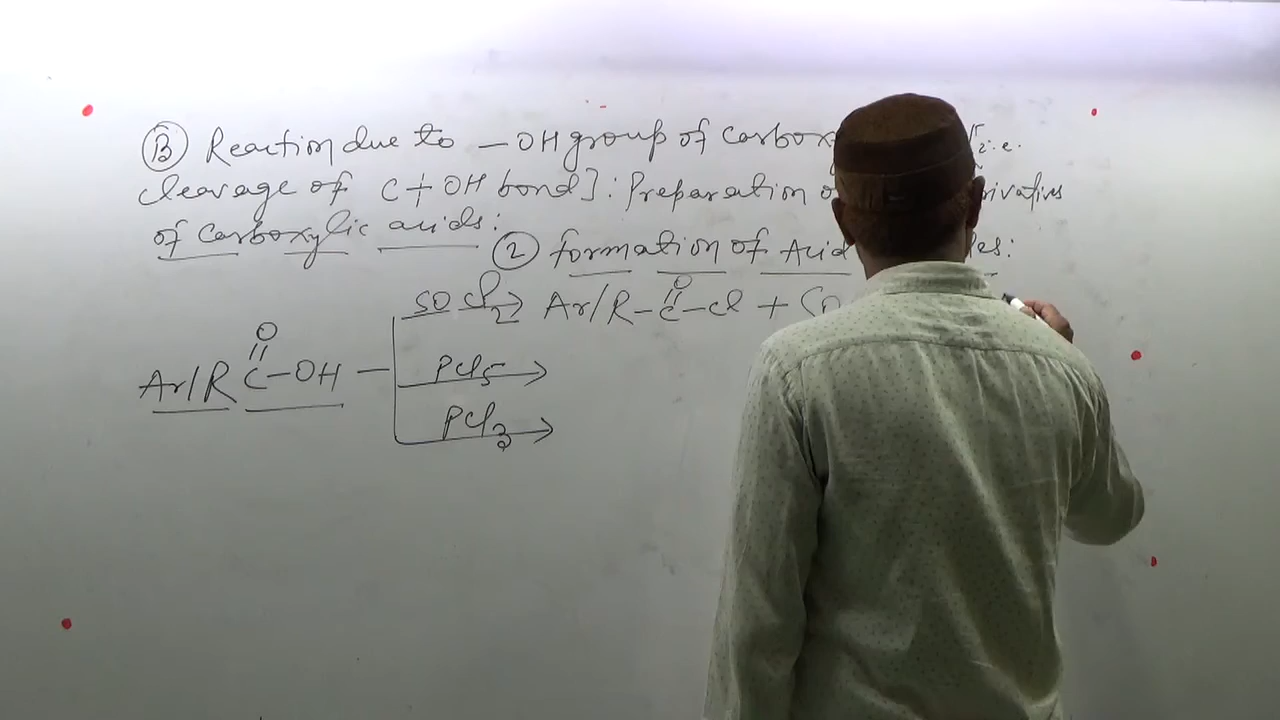 Ⓑ Reaction due to —OH group of carbox i.e.
cleavage of C+OH bond]: Preparation o rivatives
of carboxylic acids:
② formation of Acid es:
SOCl2→ Ar/R-C-Cl + SO
O
||
O
||
Ar/R C-OH —
PCl5→
PCl3→